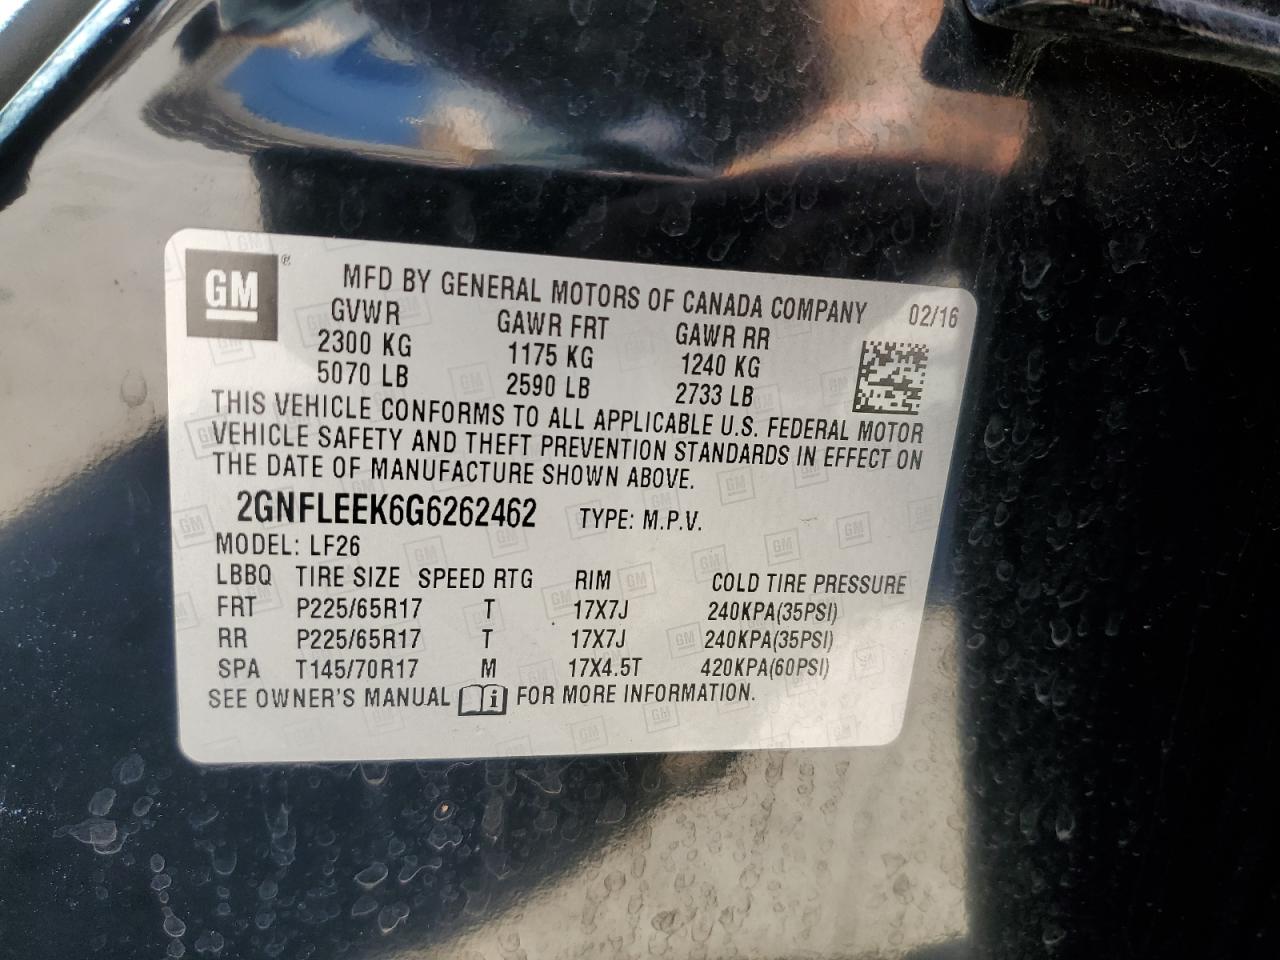 GM ®
MFD BY GENERAL MOTORS OF CANADA COMPANY 02/16
GVWR GAWR FRT GAWR RR
2300 KG 1175 KG 1240 KG
5070 LB 2590 LB 2733 LB
THIS VEHICLE CONFORMS TO ALL APPLICABLE U.S. FEDERAL MOTOR
VEHICLE SAFETY AND THEFT PREVENTION STANDARDS IN EFFECT ON
THE DATE OF MANUFACTURE SHOWN ABOVE.
2GNFLEEK6G6262462 TYPE: M.P.V.
MODEL: LF26
LBBQ TIRE SIZE SPEED RTG RIM COLD TIRE PRESSURE
FRT P225/65R17 T 17X7J 240KPA(35PSI)
RR P225/65R17 T 17X7J 240KPA(35PSI)
SPA T145/70R17 M 17X4.5T 420KPA(60PSI)
SEE OWNER'S MANUAL i FOR MORE INFORMATION.